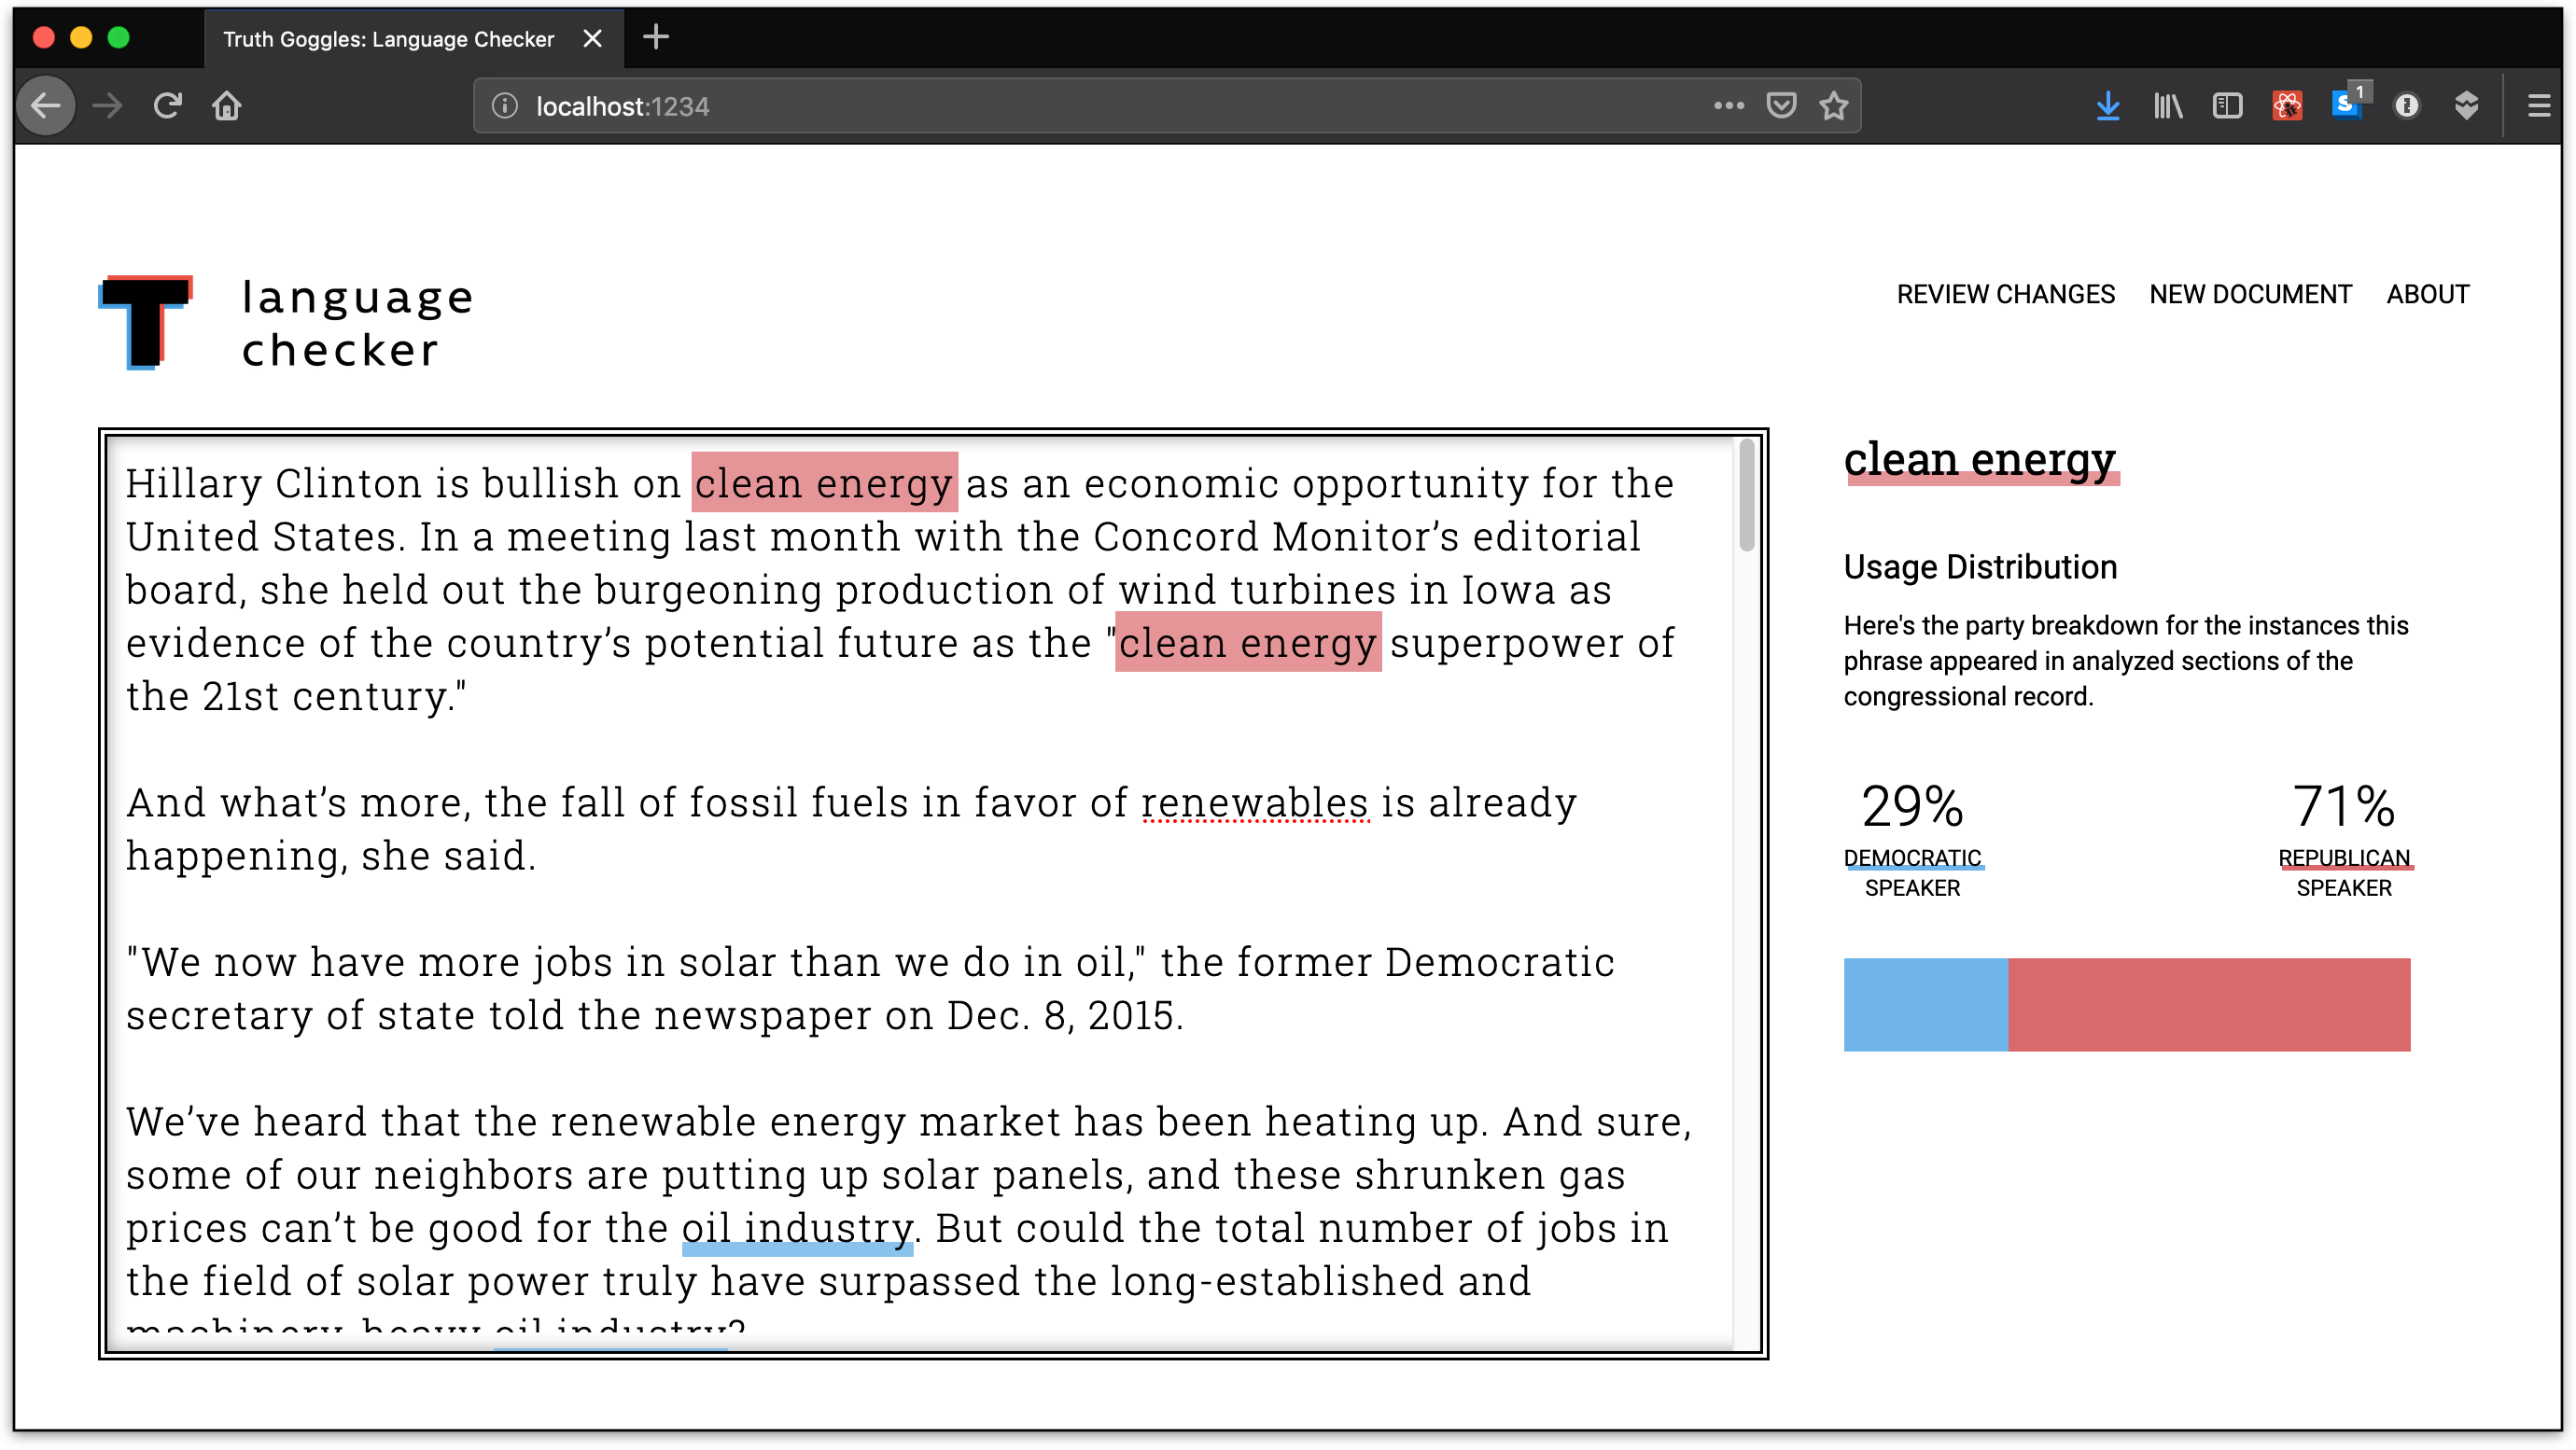 Truth Goggles: Language Checker
localhost:1234
1
T
language
checker
REVIEW CHANGES NEW DOCUMENT ABOUT
Hillary Clinton is bullish on clean energy as an economic opportunity for the
United States. In a meeting last month with the Concord Monitor’s editorial
board, she held out the burgeoning production of wind turbines in Iowa as
evidence of the country’s potential future as the "clean energy superpower of
the 21st century."
And what’s more, the fall of fossil fuels in favor of renewables is already
happening, she said.
"We now have more jobs in solar than we do in oil," the former Democratic
secretary of state told the newspaper on Dec. 8, 2015.
We’ve heard that the renewable energy market has been heating up. And sure,
some of our neighbors are putting up solar panels, and these shrunken gas
prices can’t be good for the oil industry. But could the total number of jobs in
the field of solar power truly have surpassed the long-established and
machinery-heavy oil industry?
clean energy
Usage Distribution
Here's the party breakdown for the instances this
phrase appeared in analyzed sections of the
congressional record.
29%
DEMOCRATIC
SPEAKER
71%
REPUBLICAN
SPEAKER